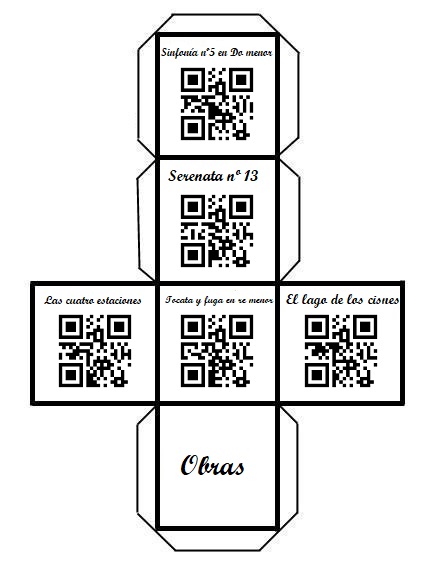 Sinfonía nº5 en Do menor
Serenata nº 13
Las cuatro estaciones
Tocata y fuga en re menor
El lago de los cisnes
Obras